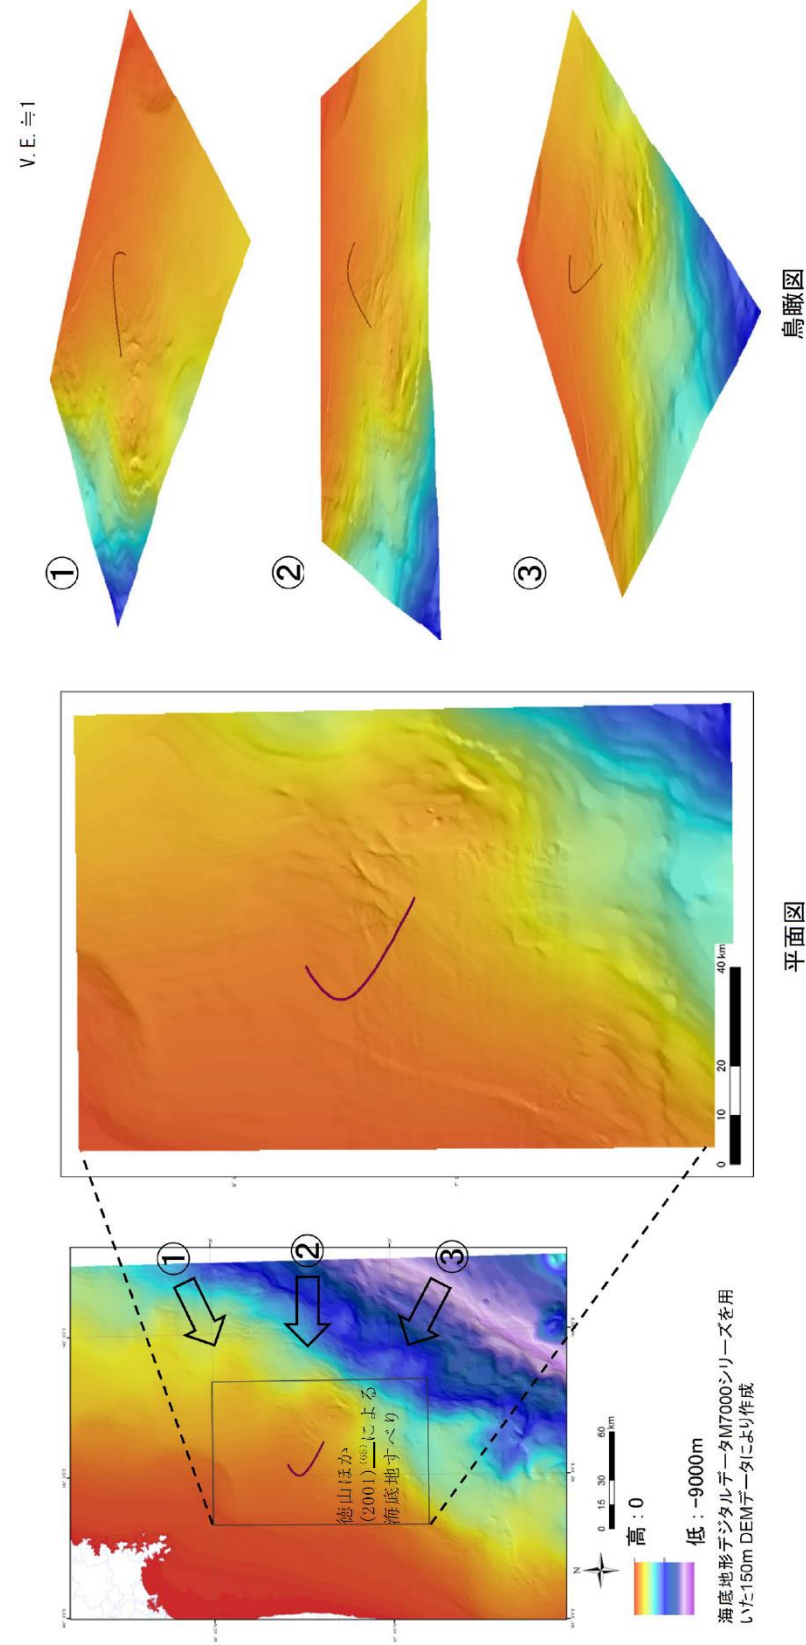 徳山ほか
(2001)⁽⁶⁸⁾による
海底地すべり
①
②
③
N
0 15 30 60 km
高：0
低：-9000m
海底地形デジタルデータM7000シリーズを用
いた150m DEMデータにより作成
0 10 20 40 km
平面図
V.E.≒1
①
②
③
鳥瞰図